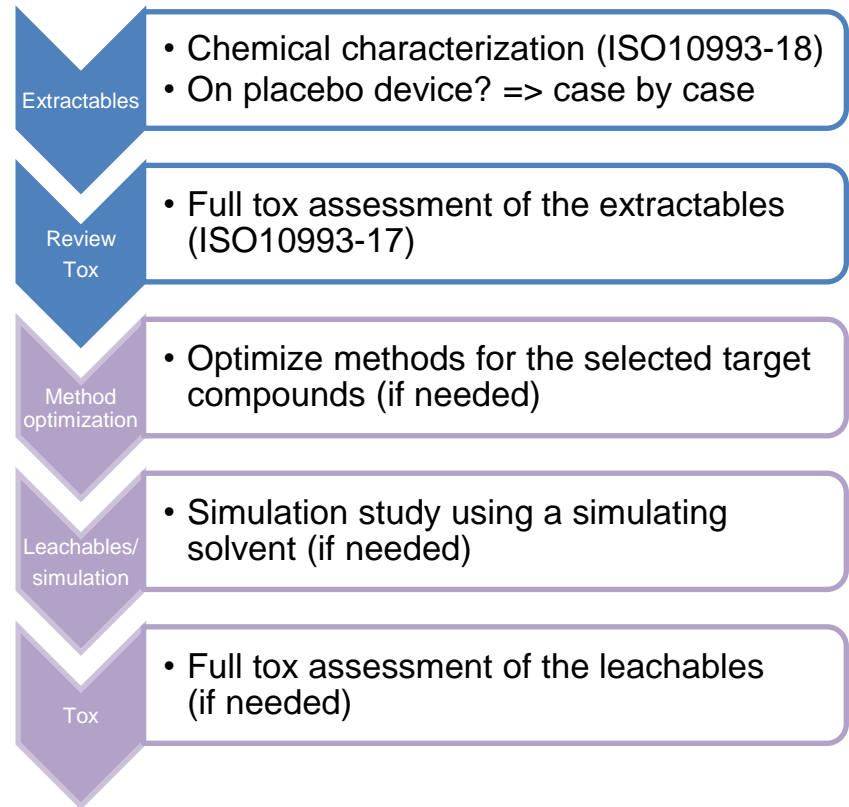 Extractables
• Chemical characterization (ISO10993-18)
• On placebo device? => case by case
Review
Tox
• Full tox assessment of the extractables
(ISO10993-17)
Method
optimization
• Optimize methods for the selected target
compounds (if needed)
Leachables/
simulation
• Simulation study using a simulating
solvent (if needed)
Tox
• Full tox assessment of the leachables
(if needed)